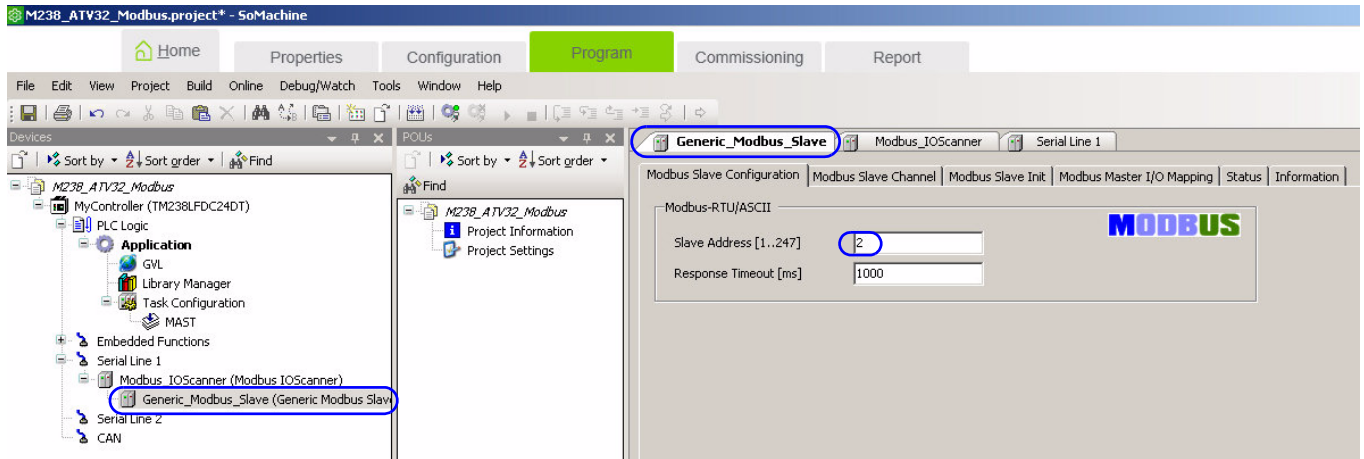 M238_ATV32_Modbus.project* - SoMachine
Home Properties Configuration Program Commissioning Report
File Edit View Project Build Online Debug/Watch Tools Window Help
Devices
Sort by Sort order Find
M238_ATV32_Modbus
MyController (TM238LFDC24DT)
PLC Logic
Application
GVL
Library Manager
Task Configuration
MAST
Embedded Functions
Serial Line 1
Modbus_IOScanner (Modbus IOScanner)
Generic_Modbus_Slave (Generic Modbus Slav
Serial Line 2
CAN
POUs
Sort by Sort order
Find
M238_ATV32_Modbus
Project Information
Project Settings
Generic_Modbus_Slave Modbus_IOScanner Serial Line 1
Modbus Slave Configuration Modbus Slave Channel Modbus Slave Init Modbus Master I/O Mapping Status Information
Modbus-RTU/ASCII
MODBUS
Slave Address [1..247] 2
Response Timeout [ms] 1000